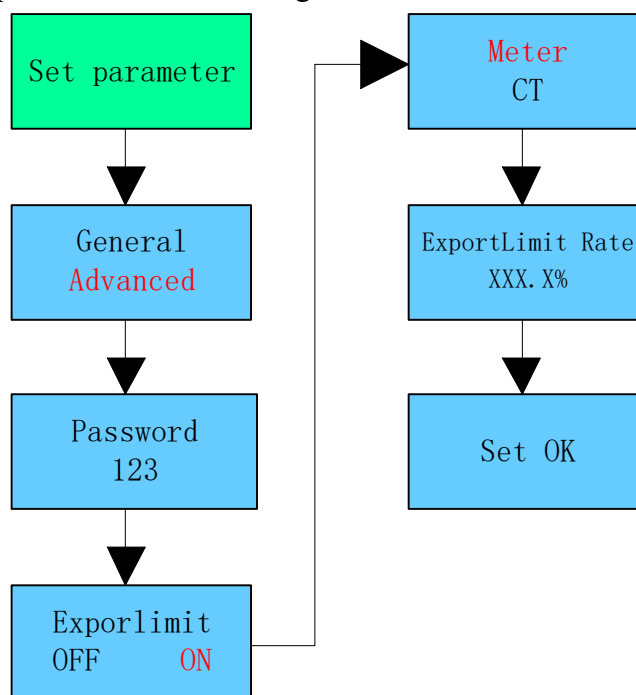 Set parameter
General
Advanced
Password
123
Exporlimit
OFF ON
Meter
CT
ExportLimit Rate
XXX.X%
Set OK